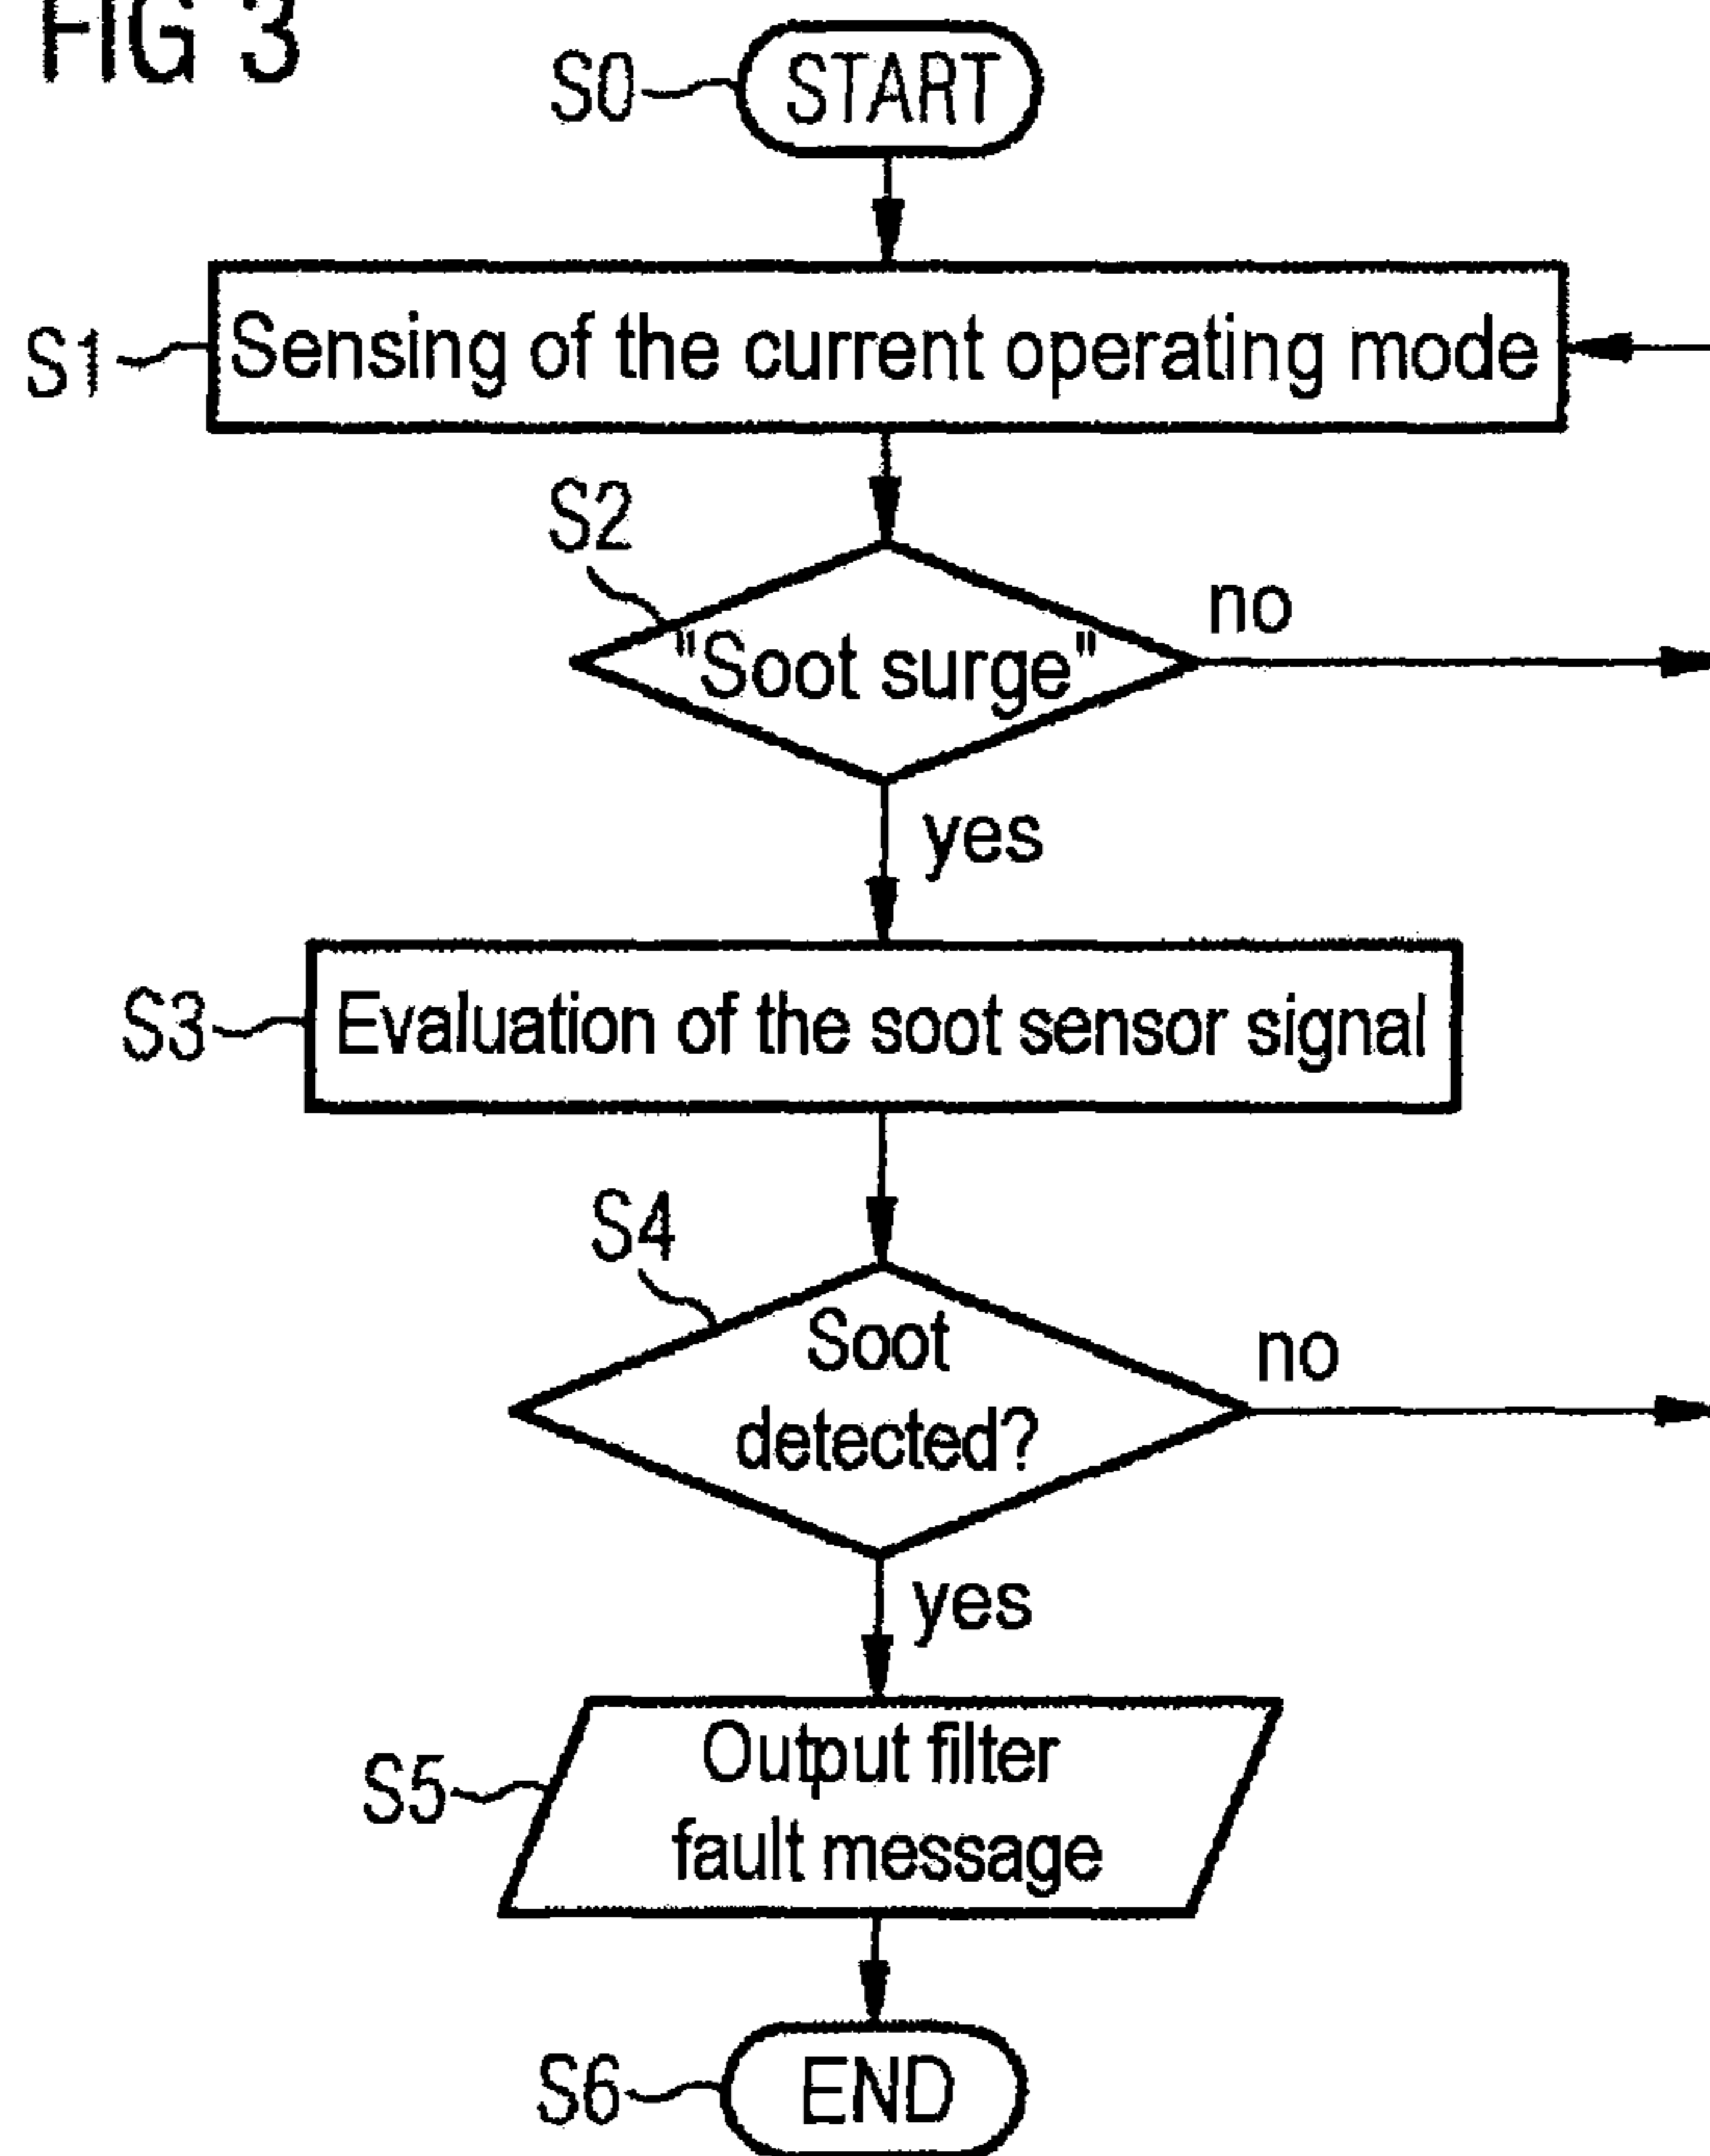 FIG 3
S0 START
S1 Sensing of the current operating mode
S2
"Soot surge"
no
yes
S3 Evaluation of the soot sensor signal
S4
Soot
detected?
no
yes
S5
Output filter
fault message
S6 END